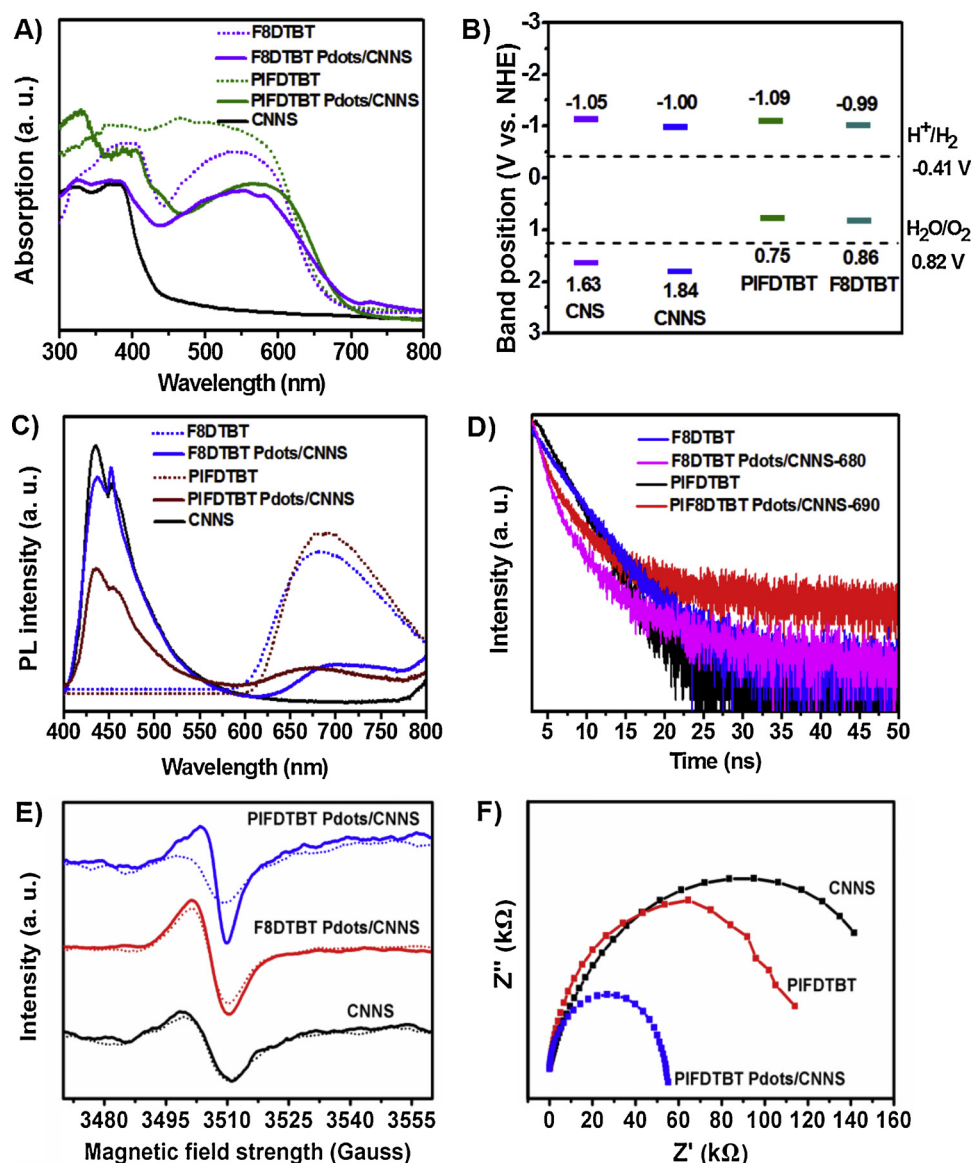 A)
F8DTBT
F8DTBT Pdots/CNNS
PIFDTBT
PIFDTBT Pdots/CNNS
CNNS
Absorption (a. u.)
300 400 500 600 700 800
Wavelength (nm)
B)
Band position (V vs. NHE)
-3
-2
-1
0
1
2
3
-1.05 -1.00 -1.09 -0.99
H⁺/H₂
-0.41 V
H₂O/O₂
0.82 V
1.63 1.84 0.75 0.86
CNS CNNS PIFDTBT F8DTBT
C)
F8DTBT
F8DTBT Pdots/CNNS
PIFDTBT
PIFDTBT Pdots/CNNS
CNNS
PL intensity (a. u.)
400 450 500 550 600 650 700 750 800
Wavelength (nm)
D)
F8DTBT
F8DTBT Pdots/CNNS-680
PIFDTBT
PIF8DTBT Pdots/CNNS-690
Intensity (a. u.)
5 10 15 20 25 30 35 40 45 50
Time (ns)
E)
PIFDTBT Pdots/CNNS
F8DTBT Pdots/CNNS
CNNS
Intensity (a. u.)
3480 3495 3510 3525 3540 3555
Magnetic field strength (Gauss)
F)
CNNS
PIFDTBT
PIFDTBT Pdots/CNNS
Z'' (kΩ)
0 20 40 60 80 100 120 140 160
Z' (kΩ)